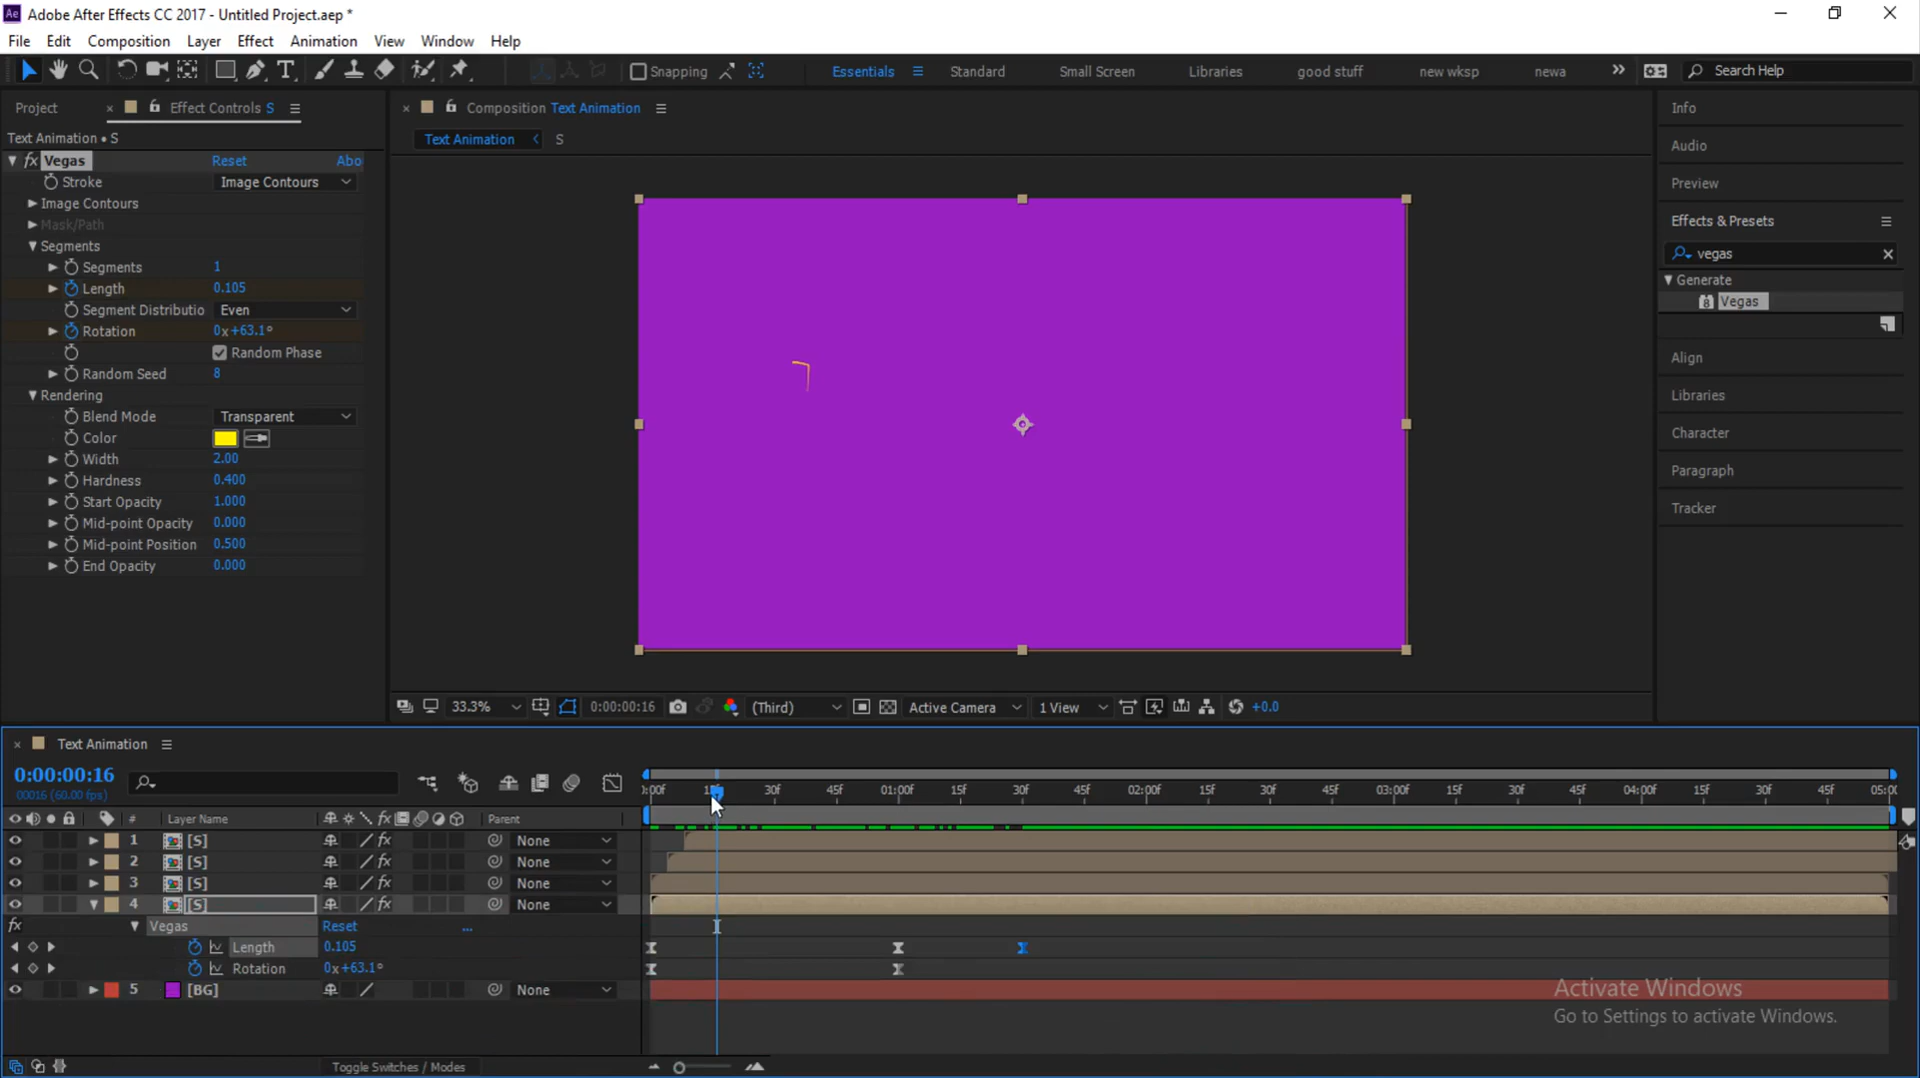 Ae Adobe After Effects CC 2017 - Untitled Project.aep *
File Edit Composition Layer Effect Animation View Window Help
Snapping Essentials Standard Small Screen Libraries good stuff new wksp newa Search Help
Project Effect Controls S
Composition Text Animation
Text Animation S
Text Animation • S
fx Vegas Reset Abo
Stroke Image Contours
Image Contours
Mask/Path
Segments
Segments 1
Length 0.105
Segment Distributio Even
Rotation 0x+63.1°
Random Phase
Random Seed 8
Rendering
Blend Mode Transparent
Color
Width 2.00
Hardness 0.400
Start Opacity 1.000
Mid-point Opacity 0.000
Mid-point Position 0.500
End Opacity 0.000
Info
Audio
Preview
Effects & Presets
vegas
Generate
8 Vegas
Align
Libraries
Character
Paragraph
Tracker
33.3% 0:00:00:16 (Third) Active Camera 1 View +0.0
Text Animation
0:00:00:16
00016 (60.00 fps)
:00f 30f 45f 01:00f 15f 30f 45f 02:00f 15f 30f 45f 03:00f 15f 30f 45f 04:00f 15f 30f 45f 05:00
# Layer Name fx Parent
1 [S] fx None
2 [S] fx None
3 [S] fx None
4 [S] fx None
fx Vegas Reset ...
Length 0.105
Rotation 0x+63.1°
5 [BG] None
Activate Windows
Go to Settings to activate Windows.
Toggle Switches / Modes